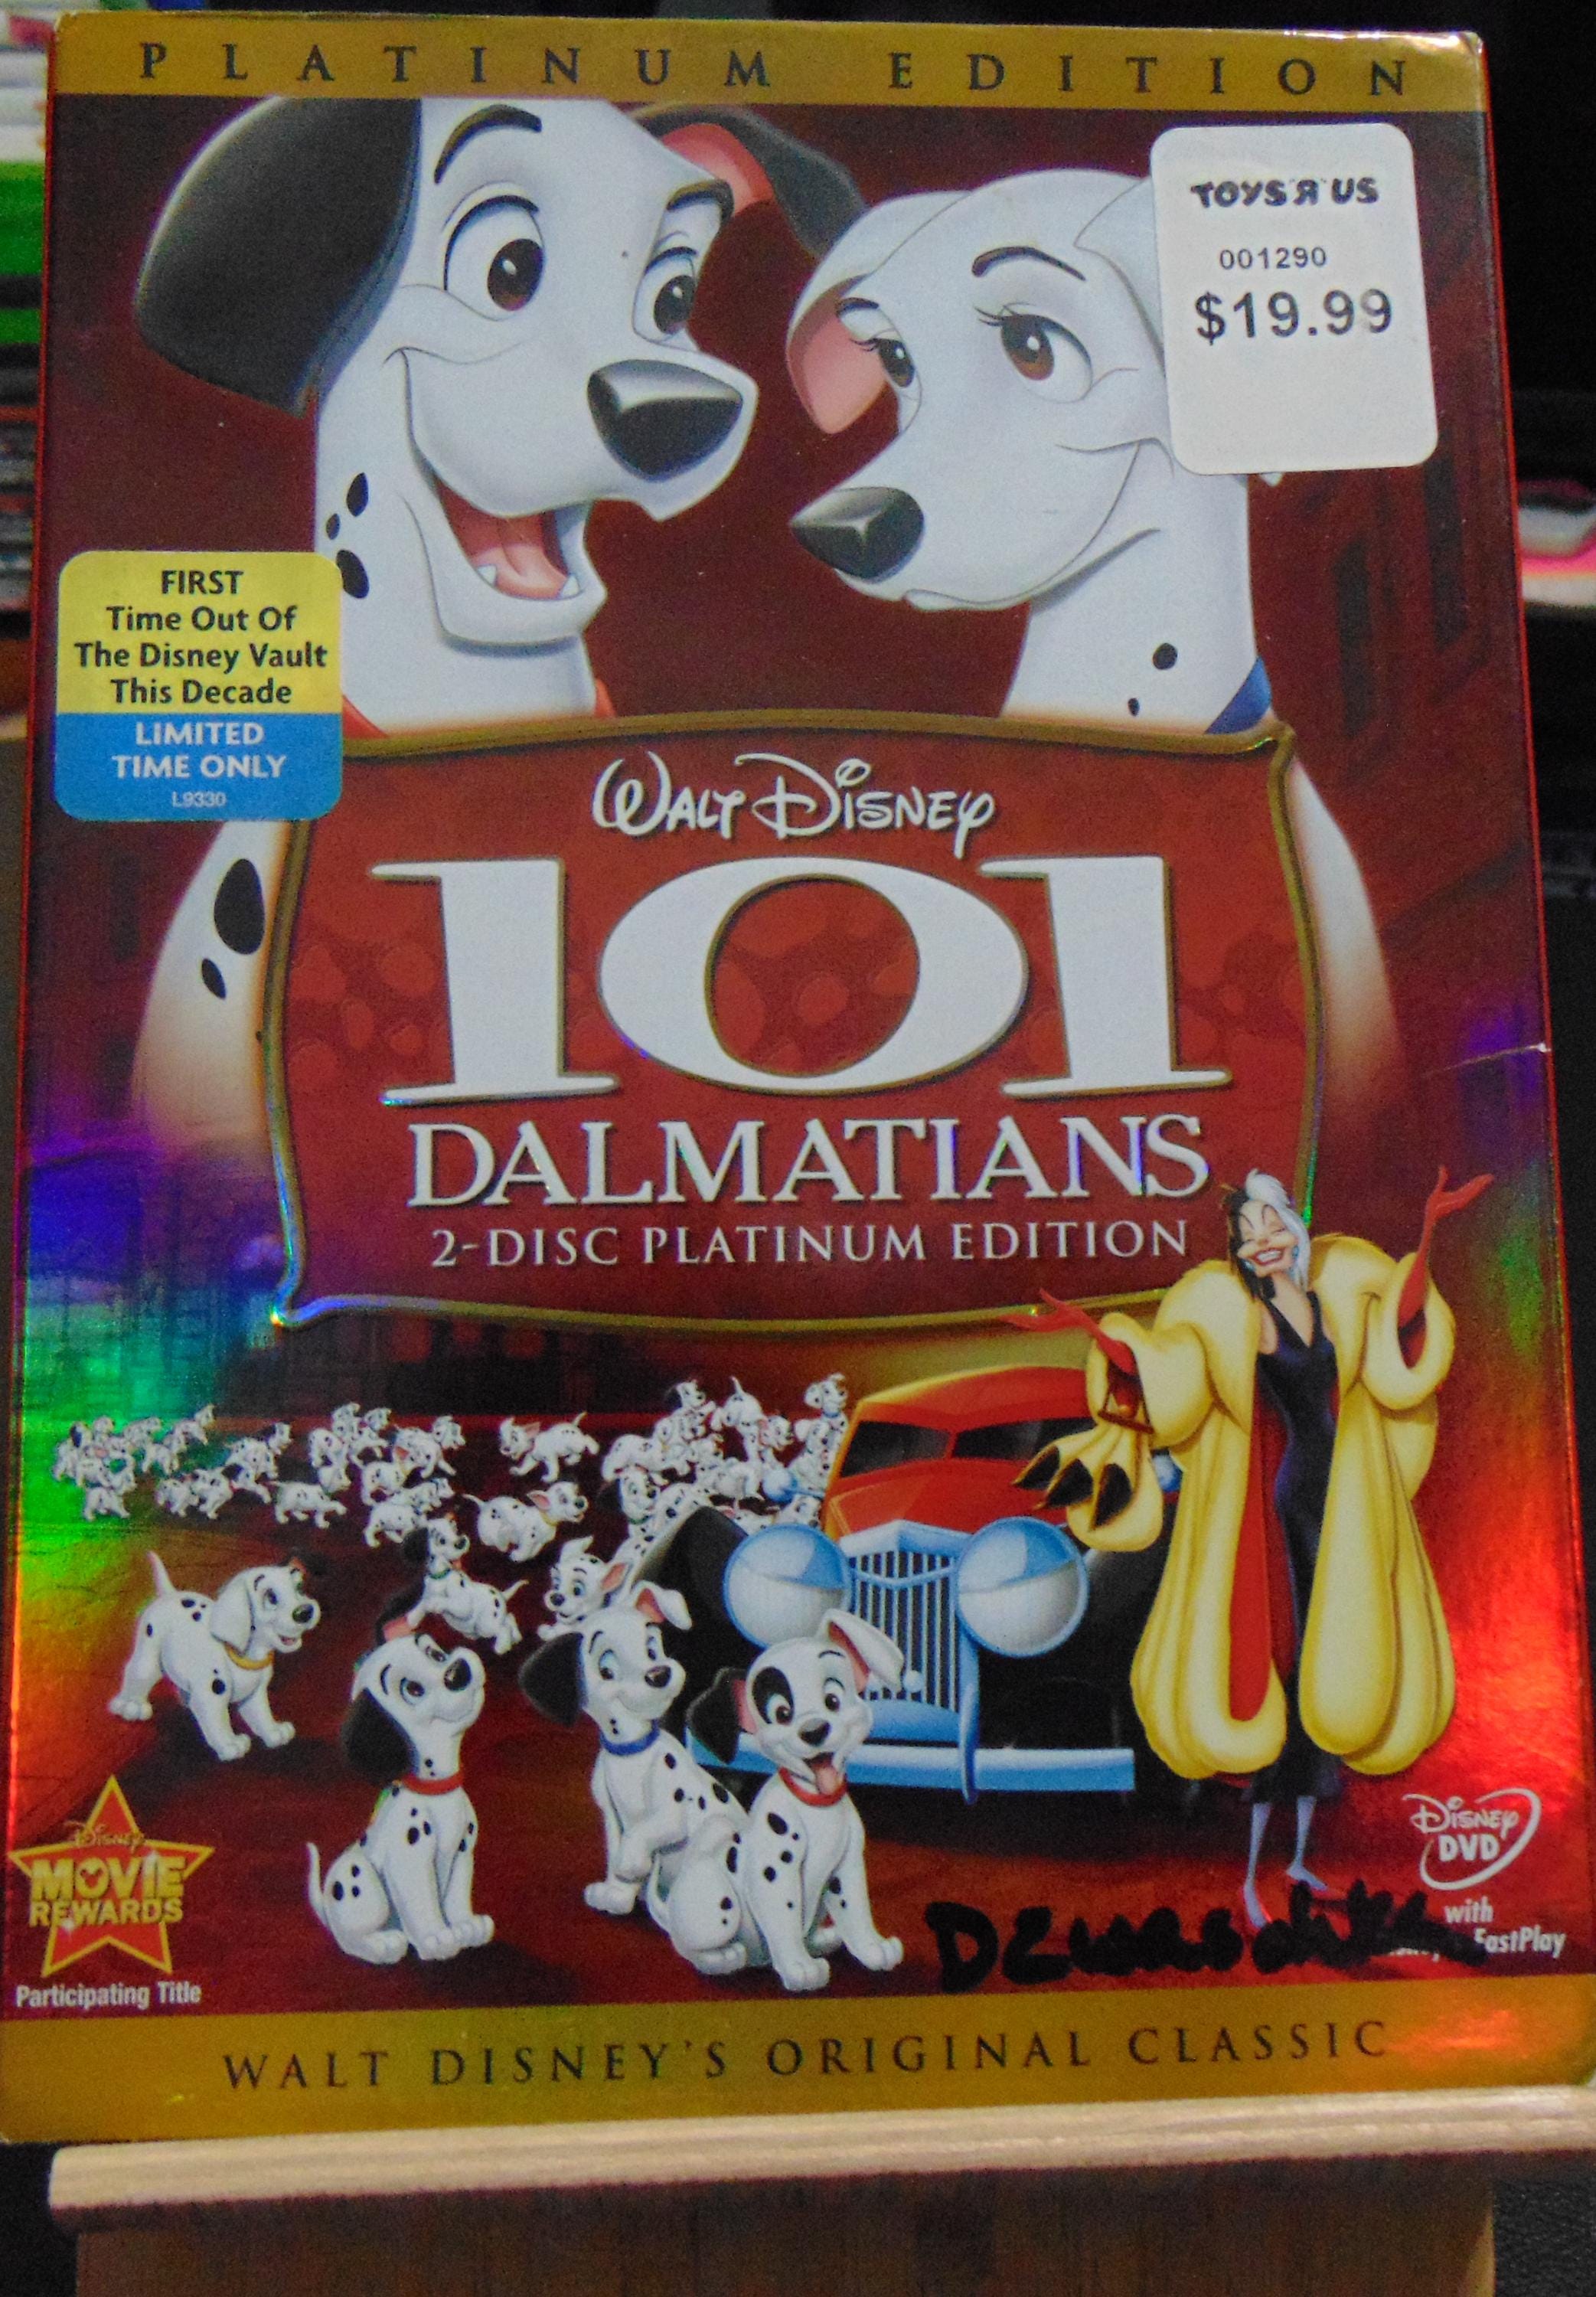 PLATINUM EDITION
TOYS "R" US
001290
$19.99
FIRST
Time Out Of
The Disney Vault
This Decade
LIMITED
TIME ONLY
L9330
WALT DISNEY
101
DALMATIANS
2-DISC PLATINUM EDITION
DISNEY
MOVIE
REWARDS
Participating Title
DISNEY
DVD
with
FastPlay
WALT DISNEY'S ORIGINAL CLASSIC